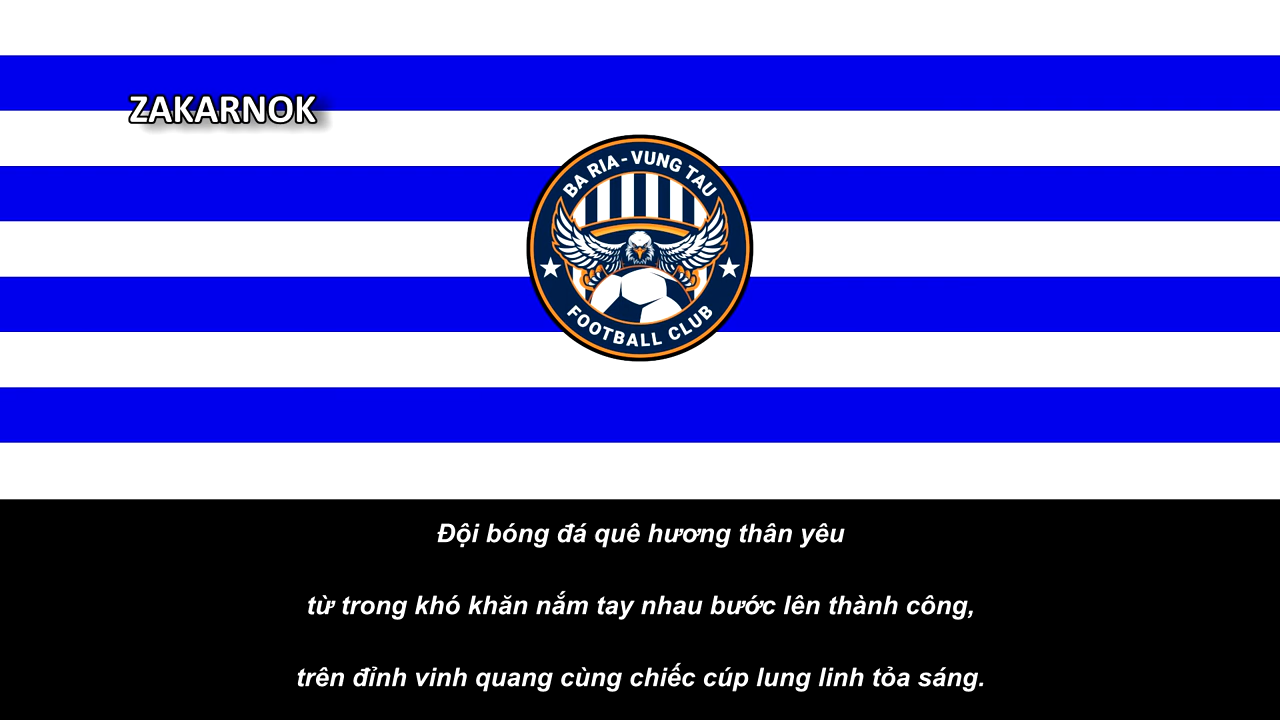 ZAKARNOK
BA RIA - VUNG TAU
FOOTBALL CLUB
Đội bóng đá quê hương thân yêu
từ trong khó khăn nắm tay nhau bước lên thành công,
trên đỉnh vinh quang cùng chiếc cúp lung linh tỏa sáng.